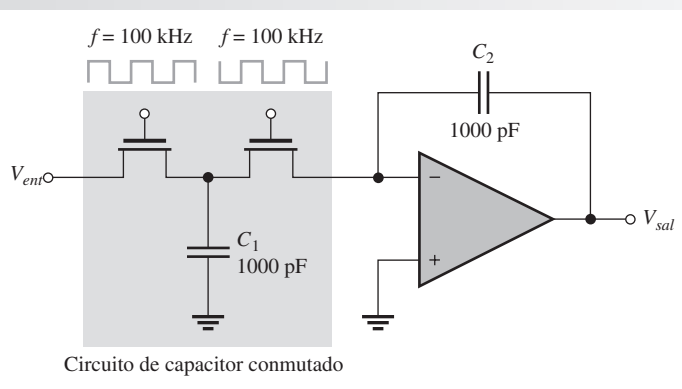 f = 100 kHz
f = 100 kHz
C2
1000 pF
Vent
−
Vsal
C1
1000 pF
+
Circuito de capacitor conmutado